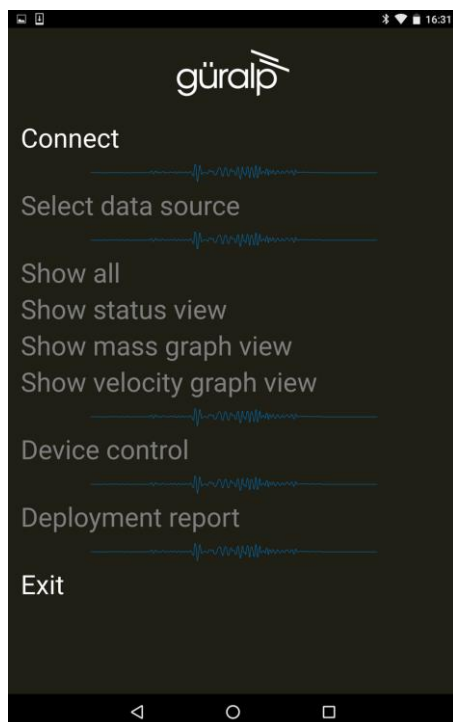 16:31
güralp
Connect
Select data source
Show all
Show status view
Show mass graph view
Show velocity graph view
Device control
Deployment report
Exit